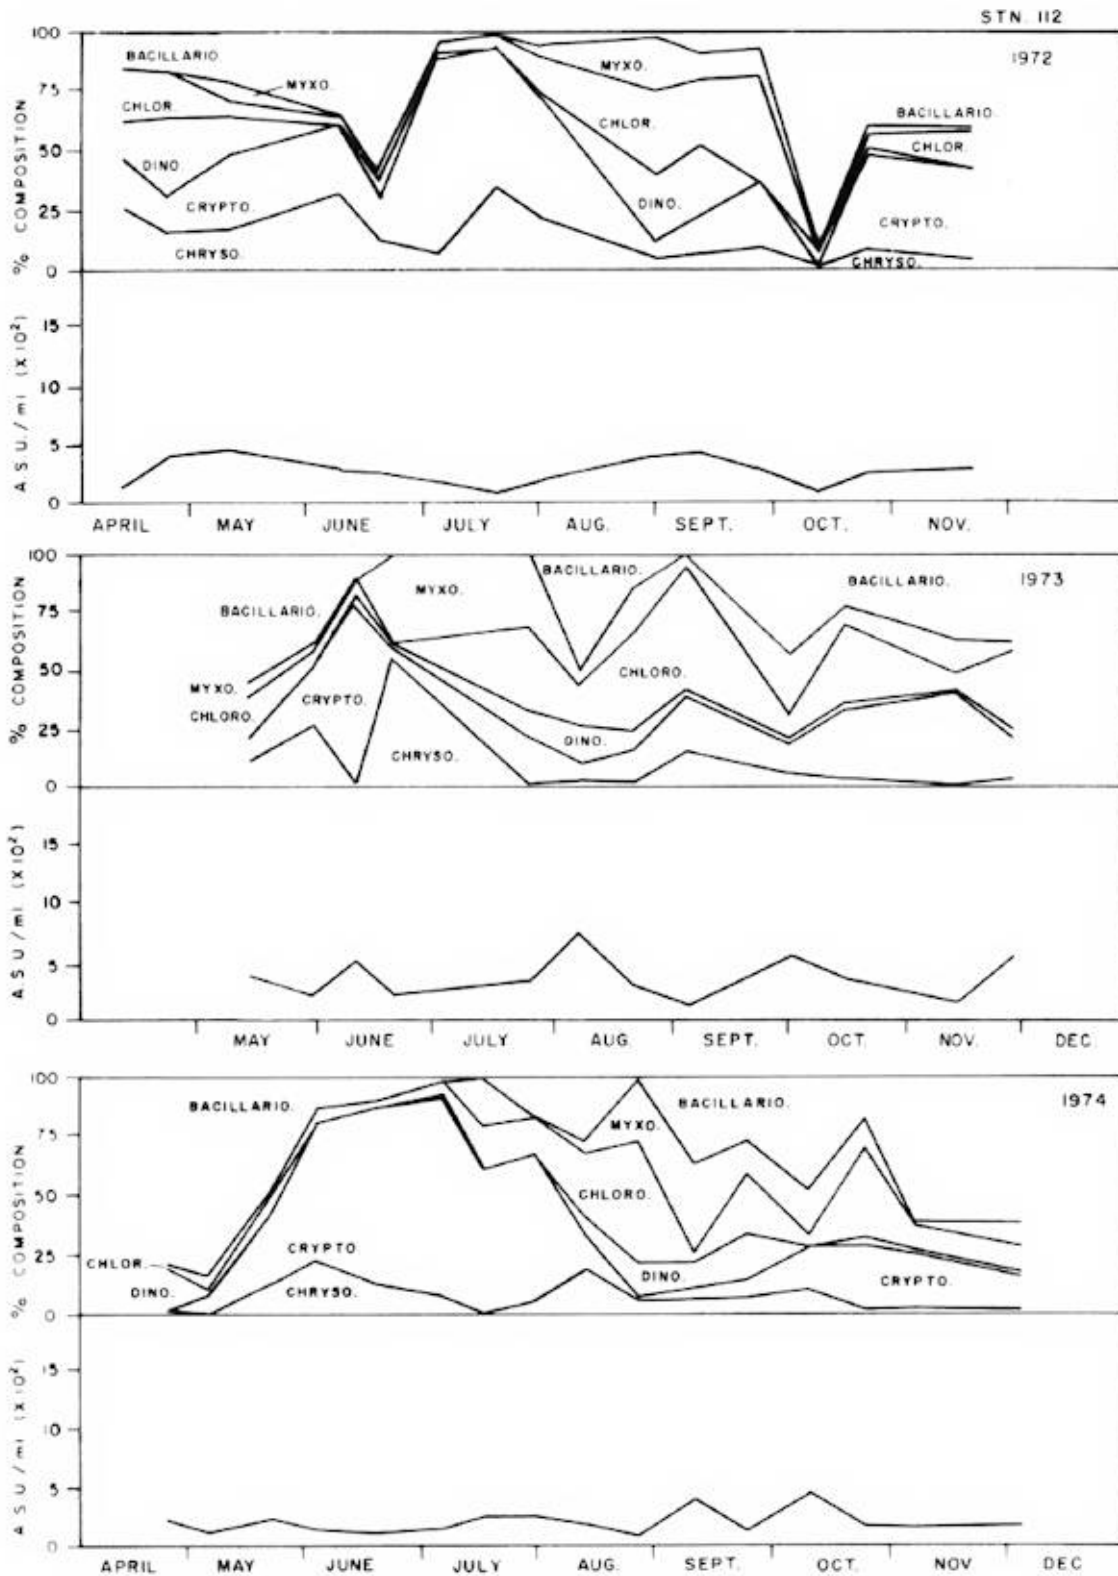 STN. 112
1972
100
75
50
25
0
% COMPOSITION
BACILLARIO.
MYXO.
CHLOR.
DINO.
CRYPTO.
CHRYSO.
MYXO.
CHLOR.
DINO.
BACILLARIO.
CHLOR.
CRYPTO.
CHRYSO.
15
10
5
0
A.S.U./ml (X10²)
APRIL MAY JUNE JULY AUG. SEPT. OCT. NOV.
1973
100
75
50
25
0
% COMPOSITION
BACILLARIO.
MYXO.
CHLORO.
CRYPTO.
CHRYSO.
MYXO.
BACILLARIO.
CHLORO.
DINO.
BACILLARIO.
15
10
5
0
A.S.U/ml (X10²)
MAY JUNE JULY AUG. SEPT. OCT. NOV. DEC.
1974
100
75
50
25
0
% COMPOSITION
BACILLARIO.
CHLOR.
DINO.
CRYPTO
CHRYSO.
MYXO.
BACILLARIO.
CHLORO.
DINO.
CRYPTO.
15
10
5
0
A.S.U/ml (X10²)
APRIL MAY JUNE JULY AUG. SEPT. OCT. NOV DEC